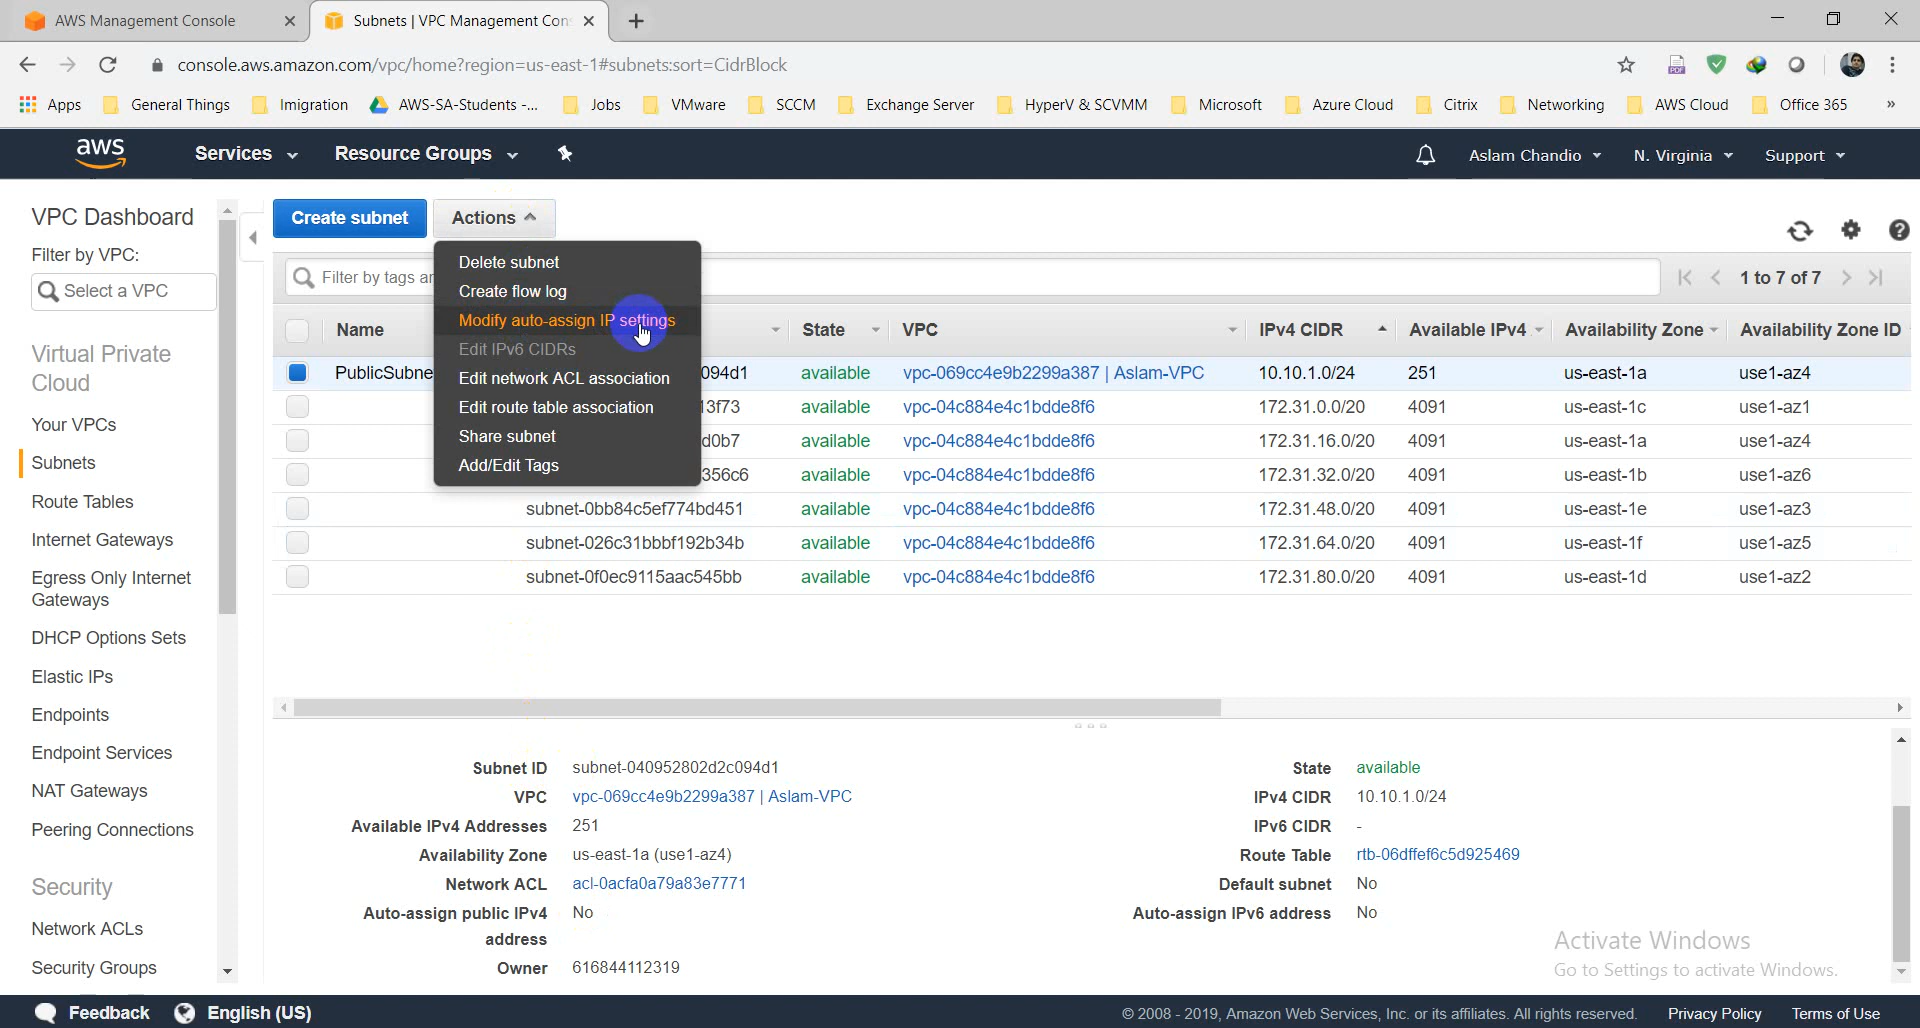 AWS Management Console
Subnets | VPC Management Con
console.aws.amazon.com/vpc/home?region=us-east-1#subnets:sort=CidrBlock
PDF
Apps General Things Imigration AWS-SA-Students -... Jobs VMware SCCM Exchange Server HyperV & SCVMM Microsoft Azure Cloud Citrix Networking AWS Cloud Office 365 »
aws Services Resource Groups Aslam Chandio N. Virginia Support
VPC Dashboard
Filter by VPC:
Select a VPC
Virtual Private
Cloud
Your VPCs
Subnets
Route Tables
Internet Gateways
Egress Only Internet
Gateways
DHCP Options Sets
Elastic IPs
Endpoints
Endpoint Services
NAT Gateways
Peering Connections
Security
Network ACLs
Security Groups
Create subnet Actions
Delete subnet
Create flow log
Modify auto-assign IP settings
Edit IPv6 CIDRs
Edit network ACL association
Edit route table association
Share subnet
Add/Edit Tags
Filter by tags ar
1 to 7 of 7
Name State VPC IPv4 CIDR Available IPv4 Availability Zone Availability Zone ID
PublicSubne 094d1 available vpc-069cc4e9b2299a387 | Aslam-VPC 10.10.1.0/24 251 us-east-1a use1-az4
13f73 available vpc-04c884e4c1bdde8f6 172.31.0.0/20 4091 us-east-1c use1-az1
d0b7 available vpc-04c884e4c1bdde8f6 172.31.16.0/20 4091 us-east-1a use1-az4
356c6 available vpc-04c884e4c1bdde8f6 172.31.32.0/20 4091 us-east-1b use1-az6
subnet-0bb84c5ef774bd451 available vpc-04c884e4c1bdde8f6 172.31.48.0/20 4091 us-east-1e use1-az3
subnet-026c31bbbf192b34b available vpc-04c884e4c1bdde8f6 172.31.64.0/20 4091 us-east-1f use1-az5
subnet-0f0ec9115aac545bb available vpc-04c884e4c1bdde8f6 172.31.80.0/20 4091 us-east-1d use1-az2
Subnet ID subnet-040952802d2c094d1
VPC vpc-069cc4e9b2299a387 | Aslam-VPC
Available IPv4 Addresses 251
Availability Zone us-east-1a (use1-az4)
Network ACL acl-0acfa0a79a83e7771
Auto-assign public IPv4 No
address
Owner 616844112319
State available
IPv4 CIDR 10.10.1.0/24
IPv6 CIDR -
Route Table rtb-06dffef6c5d925469
Default subnet No
Auto-assign IPv6 address No
Activate Windows
Go to Settings to activate Windows.
Feedback English (US)
© 2008 - 2019, Amazon Web Services, Inc. or its affiliates. All rights reserved. Privacy Policy Terms of Use